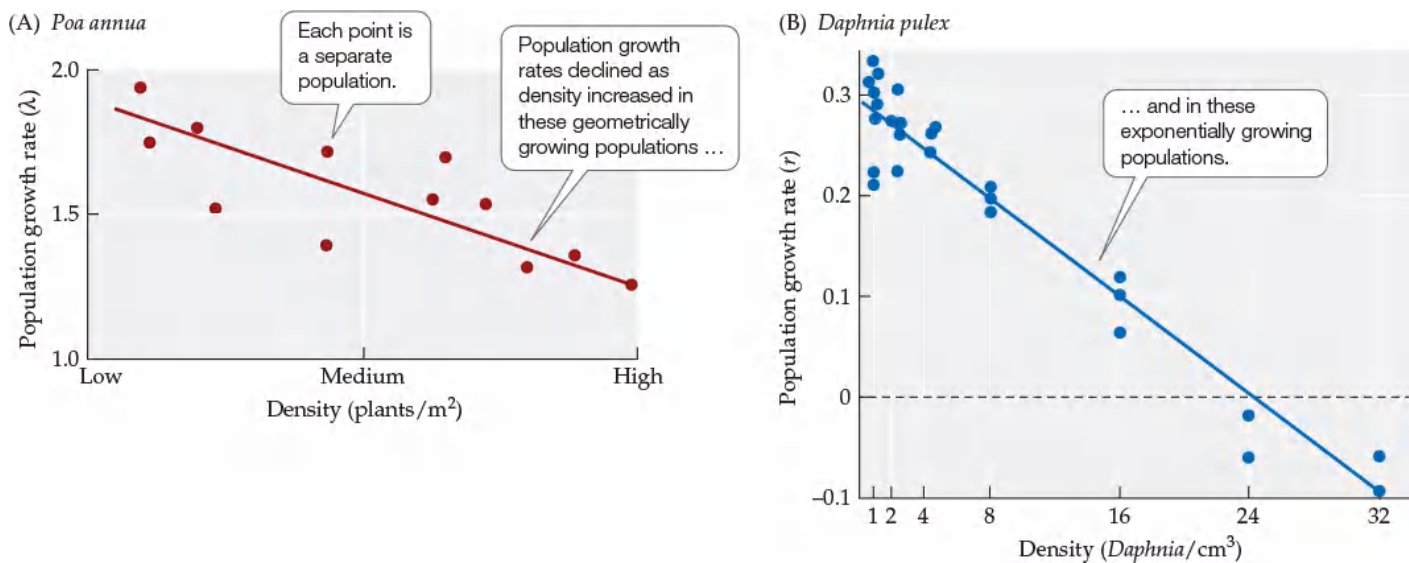 (A) Poa annua
Each point is
a separate
population.
Population growth
rates declined as
density increased in
these geometrically
growing populations …
Population growth rate (λ)
2.0
1.5
1.0
Low
Medium
High
Density (plants/m²)
(B) Daphnia pulex
… and in these
exponentially growing
populations.
Population growth rate (r)
0.3
0.2
0.1
0
–0.1
1 2 4 8 16 24 32
Density (Daphnia/cm³)